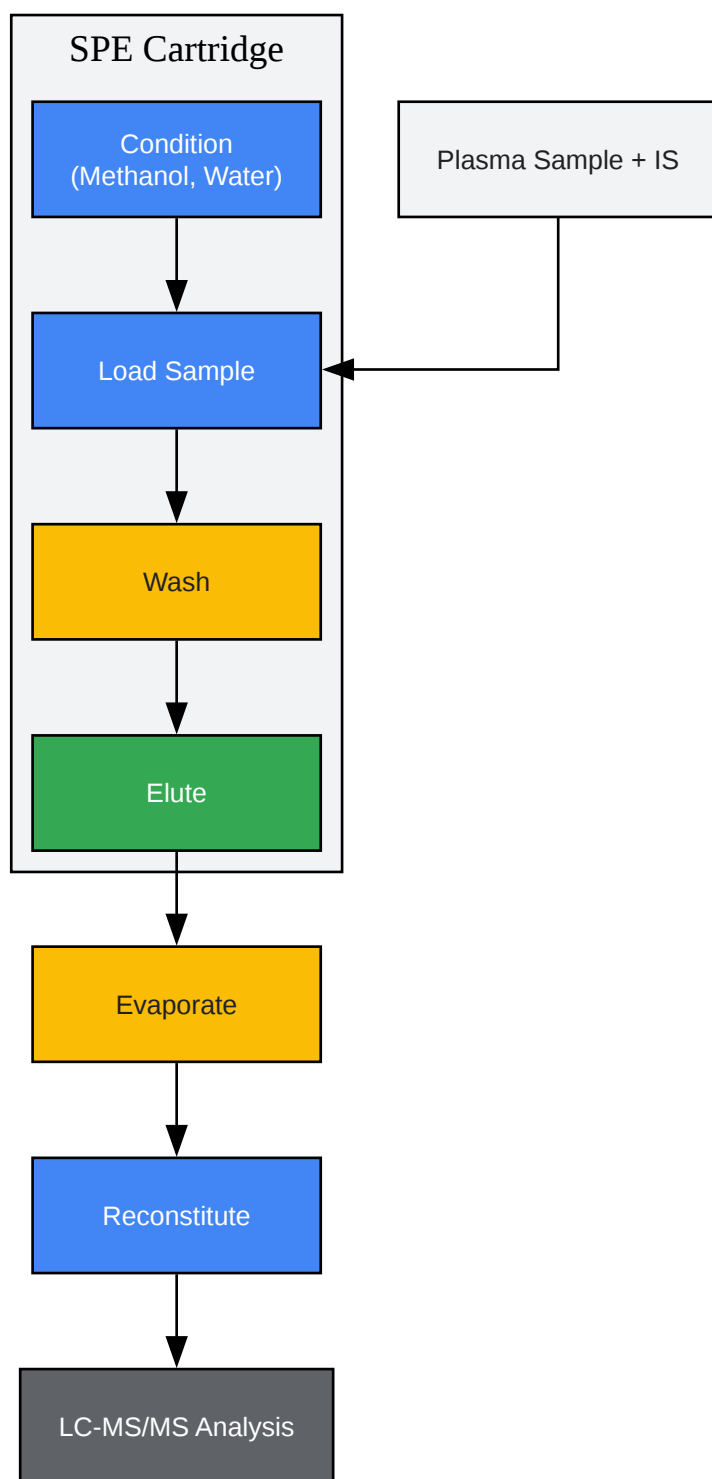 SPE Cartridge
Condition
(Methanol, Water)
Plasma Sample + IS
Load Sample
Wash
Elute
Evaporate
Reconstitute
LC-MS/MS Analysis